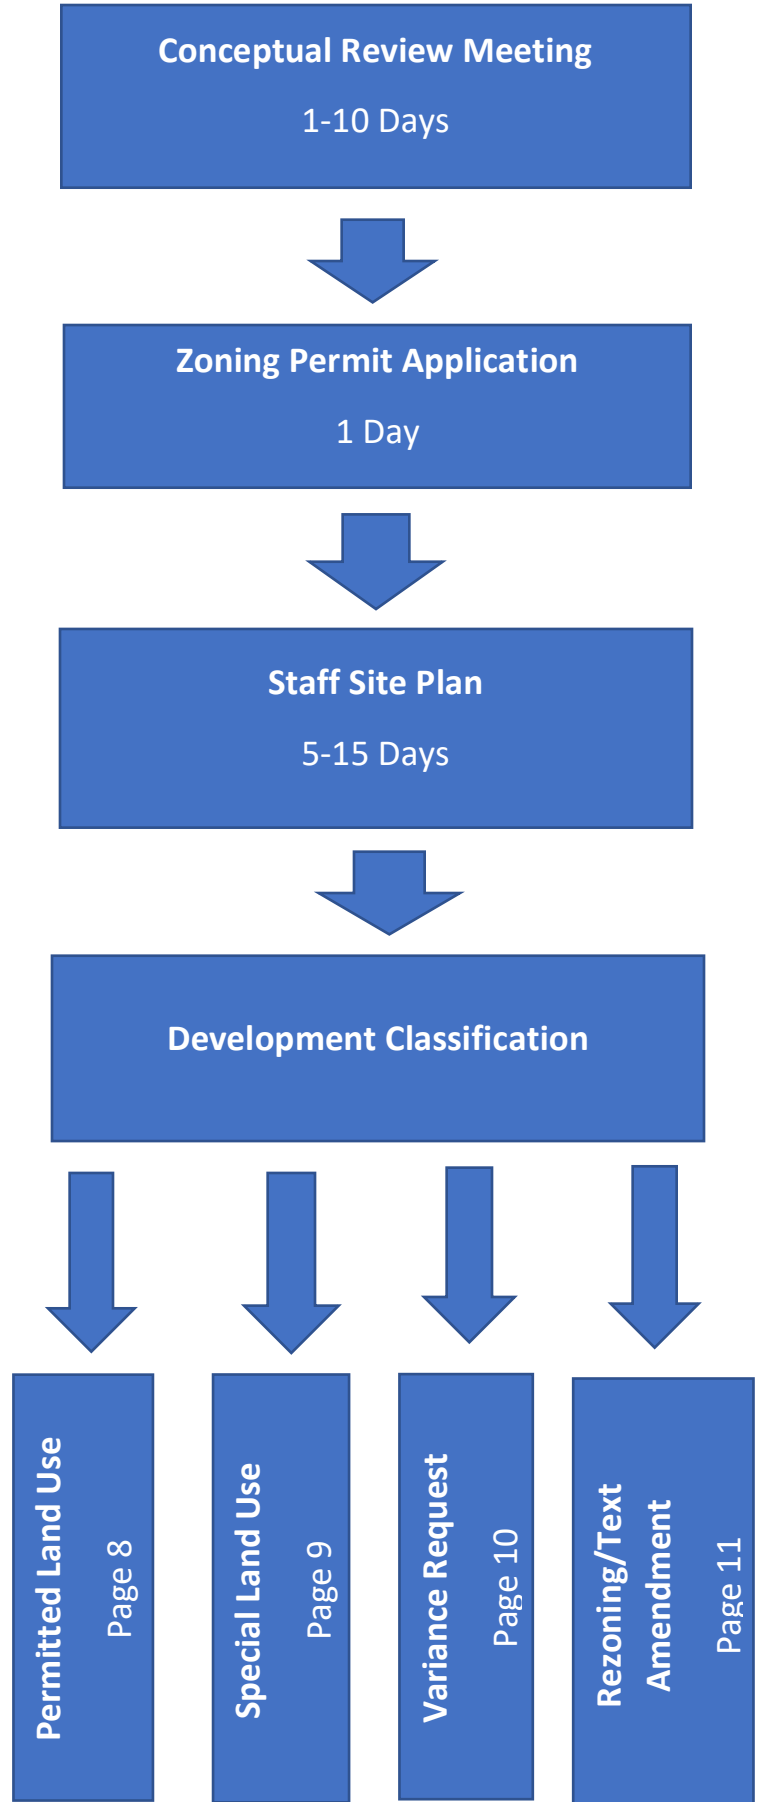 Conceptual Review Meeting
1-10 Days
Zoning Permit Application
1 Day
Staff Site Plan
5-15 Days
Development Classification
Permitted Land Use
Page 8
Special Land Use
Page 9
Variance Request
Page 10
Rezoning/Text
Amendment
Page 11